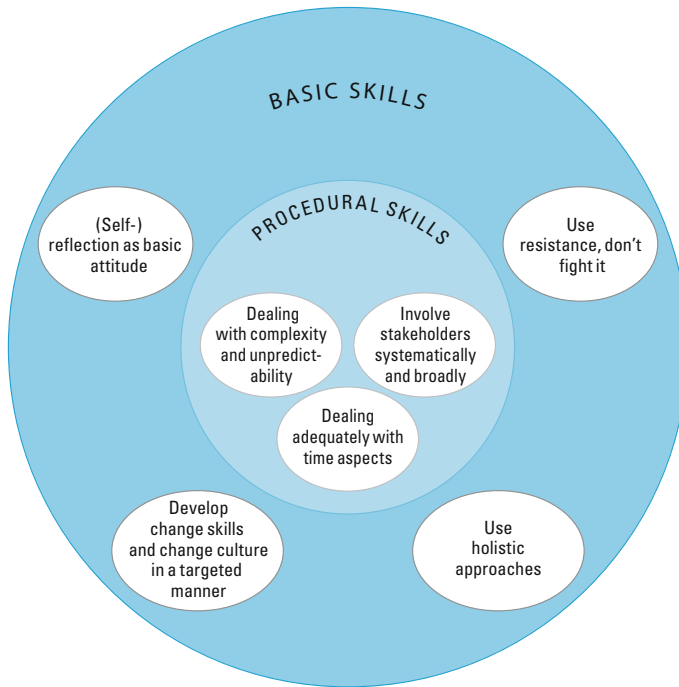 BASIC SKILLS
PROCEDURAL SKILLS
(Self-)
reflection as basic
attitude
Use
resistance, don't
fight it
Dealing
with complexity
and unpredict-
ability
Involve
stakeholders
systematically
and broadly
Dealing
adequately with
time aspects
Develop
change skills
and change culture
in a targeted
manner
Use
holistic
approaches